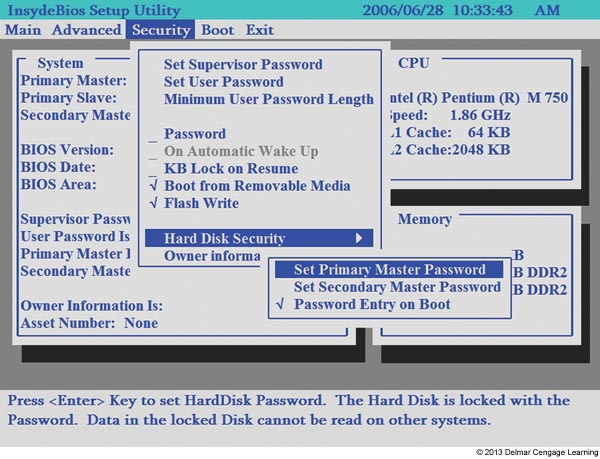 InsydeBios Setup Utility 2006/06/28 10:33:43 AM
Main Advanced Security Boot Exit
System
Primary Master:
Primary Slave:
Secondary Maste
BIOS Version:
BIOS Date:
BIOS Area:
Supervisor Passw
User Password Is
Primary Master
Secondary Maste
Owner Information Is:
Asset Number: None
Set Supervisor Password
Set User Password
Minimum User Password Length
_ Password
_ On Automatic Wake Up
_ KB Lock on Resume
√ Boot from Removable Media
√ Flash Write
Hard Disk Security
Owner informa
Set Primary Master Password
Set Secondary Master Password
√ Password Entry on Boot
CPU
ntel (R) Pentium (R) M 750
peed: 1.86 GHz
L1 Cache: 64 KB
L2 Cache:2048 KB
Memory
B
B DDR2
B DDR2
Press <Enter> Key to set HardDisk Password. The Hard Disk is locked with the
Password. Data in the locked Disk cannot be read on other systems.
© 2013 Delmar Cengage Learning